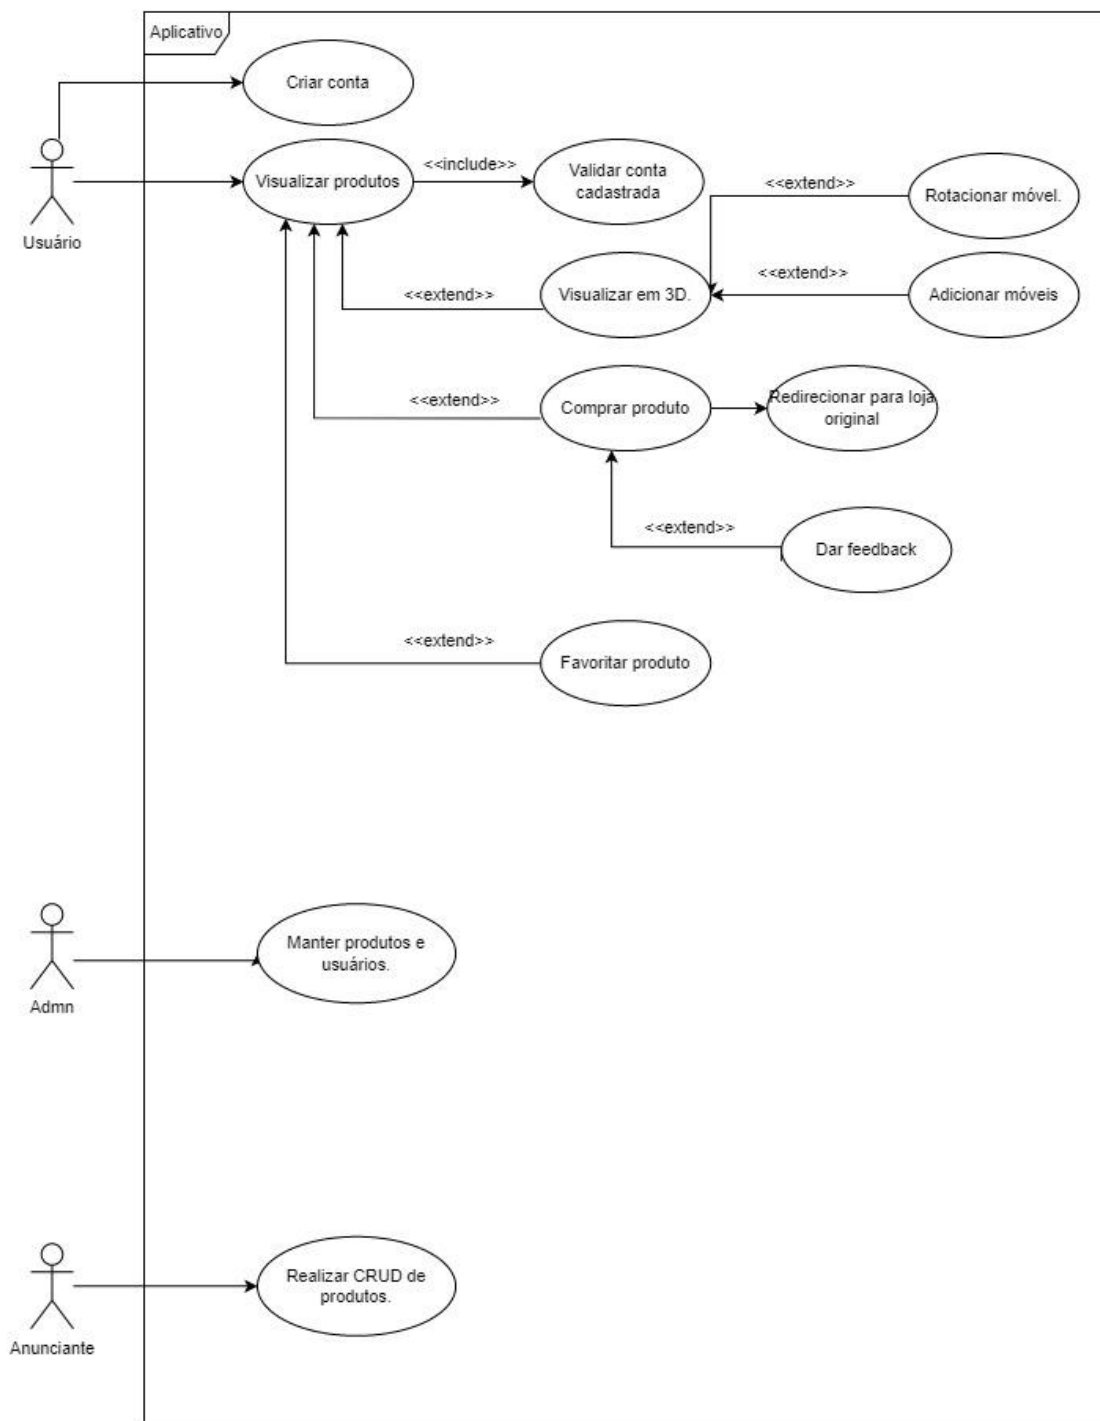 Aplicativo
Criar conta
Usuário
Visualizar produtos
<<include>>
Validar conta
cadastrada
<<extend>>
Rotacionar móvel.
<<extend>>
Visualizar em 3D.
<<extend>>
Adicionar móveis
<<extend>>
Comprar produto
Redirecionar para loja
original
<<extend>>
Dar feedback
<<extend>>
Favoritar produto
Admn
Manter produtos e
usuários.
Anunciante
Realizar CRUD de
produtos.